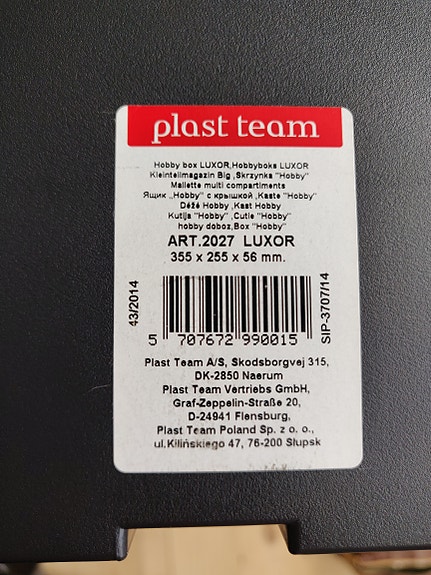 plast team
Hobby box LUXOR,Hobbyboks LUXOR
Kleinteilmagazin Big ,Skrzynka "Hobby"
Mallette multi compartiments
Ящик „Hobby" с крышкой ,Kaste "Hobby"
Dėžė Hobby ,Kast Hobby
Kutija "Hobby" ,Cutie "Hobby"
hobby doboz,Box "Hobby"
ART.2027 LUXOR
355 x 255 x 56 mm.
43/2014
5 707672 990015
SIP-3707/14
Plast Team A/S, Skodsborgvej 315,
DK-2850 Naerum
Plast Team Vertriebs GmbH,
Graf-Zeppelin-Straße 20,
D-24941 Flensburg,
Plast Team Poland Sp. z o. o.,
ul.Kilińskiego 47, 76-200 Słupsk